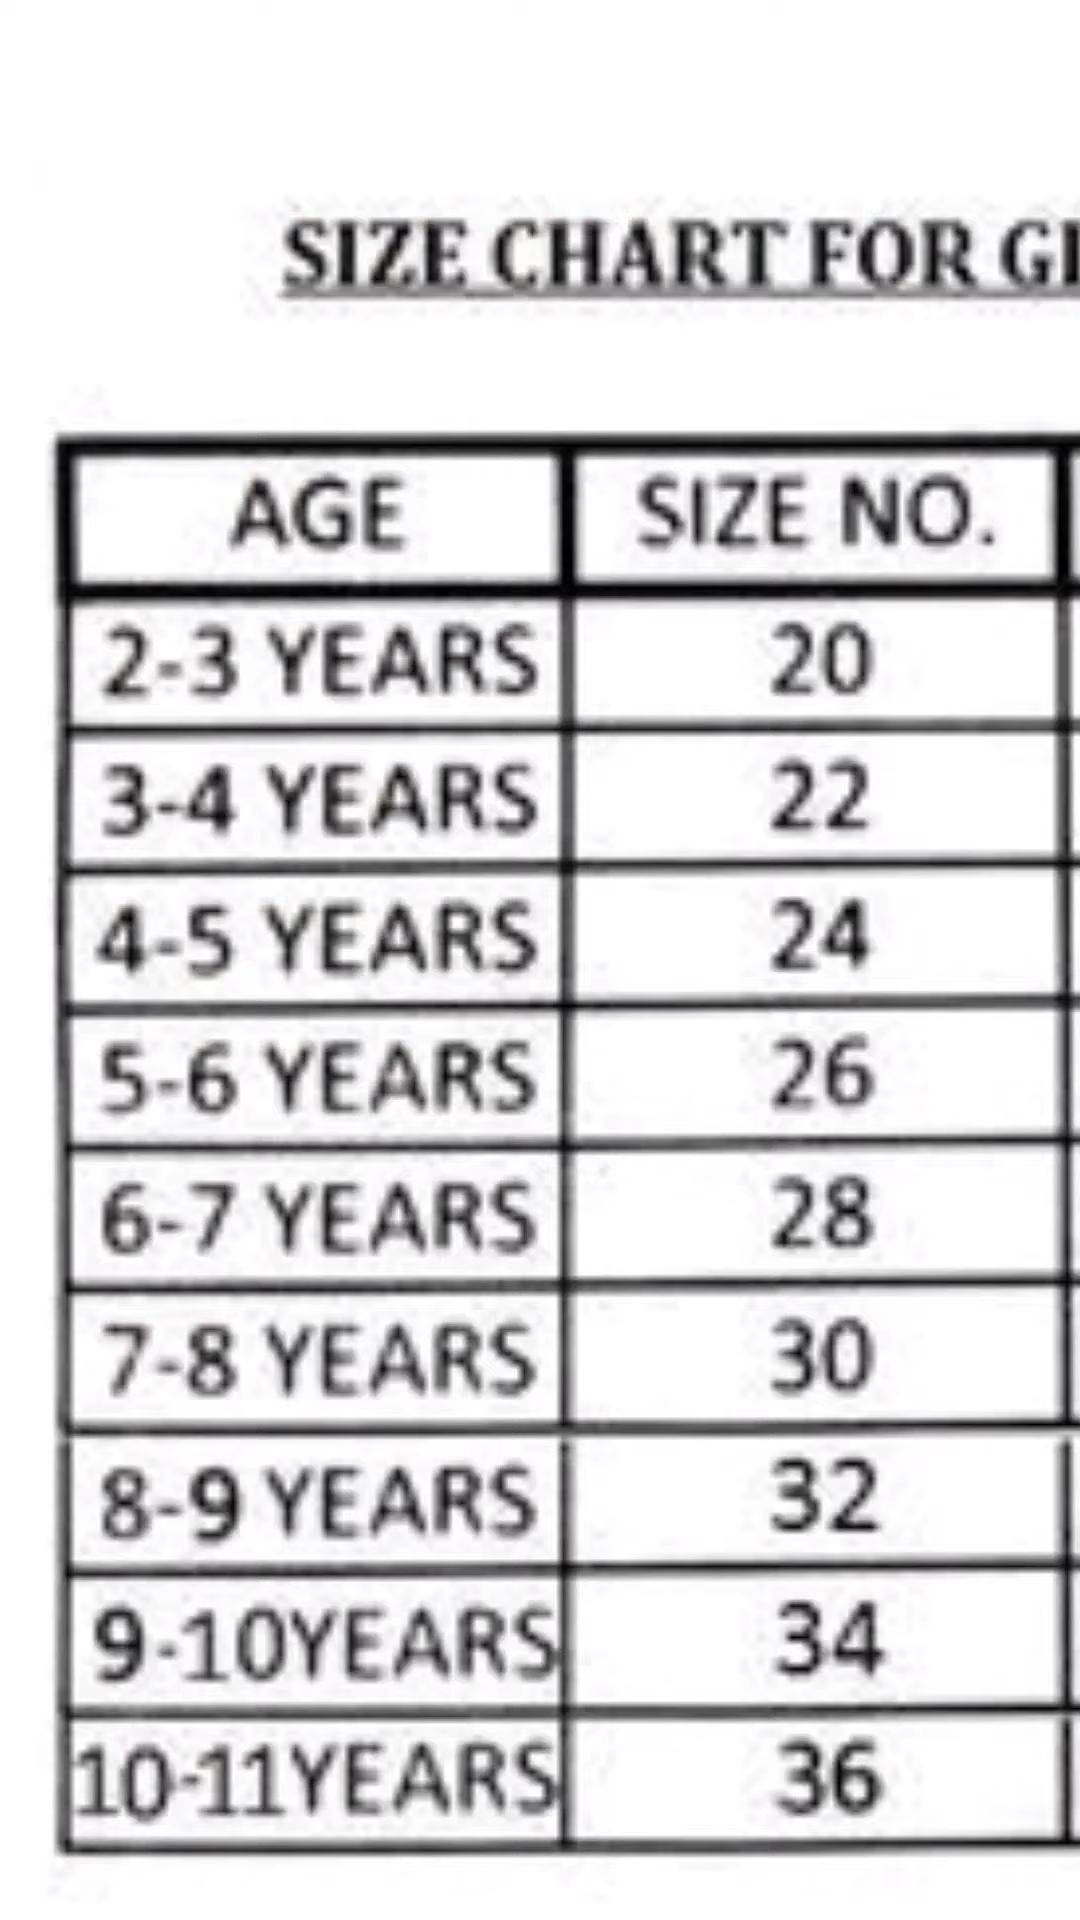 SIZE CHART FOR
AGE SIZE NO.
2-3 YEARS 20
3-4 YEARS 22
4-5 YEARS 24
5-6 YEARS 26
6-7 YEARS 28
7-8 YEARS 30
8-9 YEARS 32
9-10YEARS 34
10-11YEARS 36